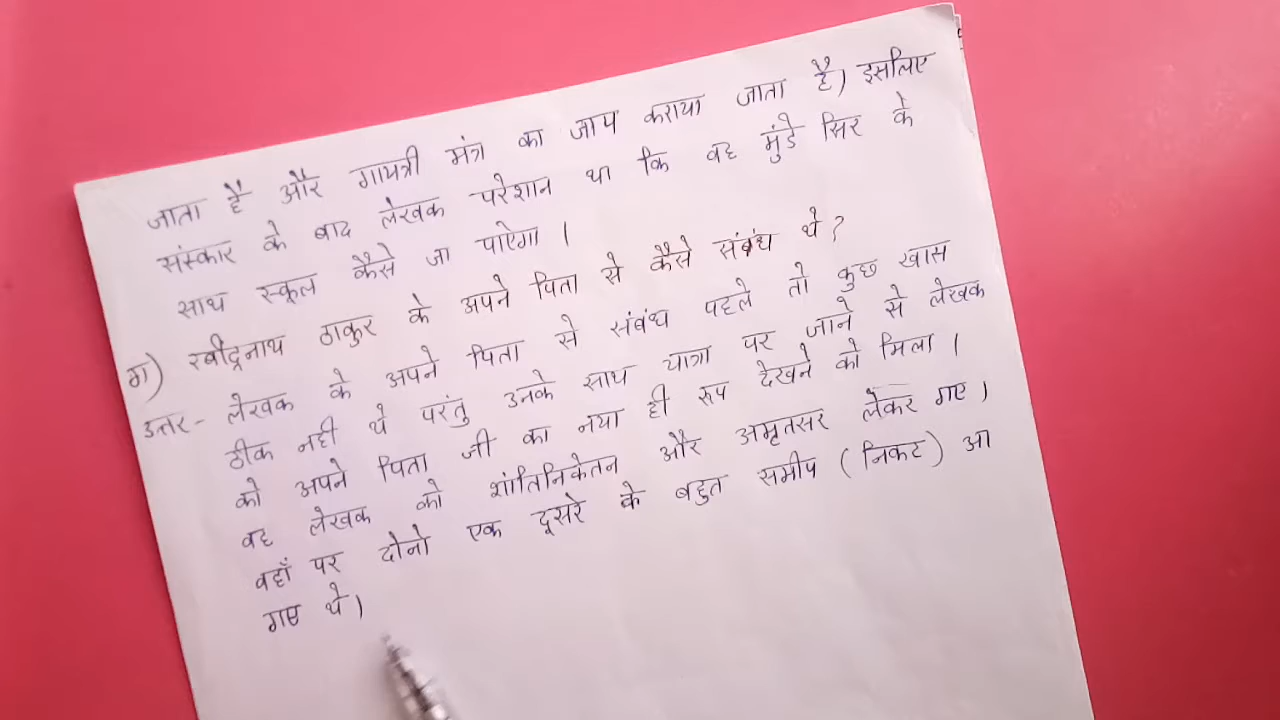 जाता है और गायत्री मंत्र का जाप कराया जाता है) इसलिए
संस्कार के बाद लेखक परेशान था कि वह मुंडे सिर के
साथ स्कूल कैसे जा पाऐगा ।
ग) रवीद्रनाथ ठाकुर के अपने पिता से कैसे संबंध थे?
उत्तर- लेखक के अपने पिता से संबंध पहले तो कुछ खास
ठीक नही थे परंतु उनके साथ यात्रा पर जाने से लेखक
को अपने पिता जी का नया ही रूप देखने को मिला ।
वह लेखक को शांतिनिकेतन और अमृतसर लेकर गए ।
वहाँ पर दोनो एक दूसरे के बहुत समीप (निकट) आ
गए थे।